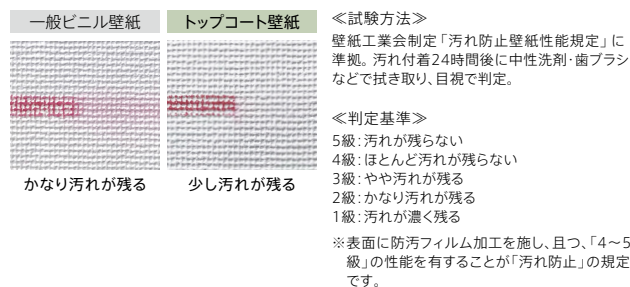 一般ビニル壁紙
トップコート壁紙
かなり汚れが残る
少し汚れが残る
≪試験方法≫
壁紙工業会制定「汚れ防止壁紙性能規定」に
準拠。汚れ付着24時間後に中性洗剤・歯ブラシ
などで拭き取り、目視で判定。
≪判定基準≫
5級：汚れが残らない
4級：ほとんど汚れが残らない
3級：やや汚れが残る
2級：かなり汚れが残る
1級：汚れが濃く残る
※表面に防汚フィルム加工を施し、且つ、「4～5
級」の性能を有することが「汚れ防止」の規定
です。